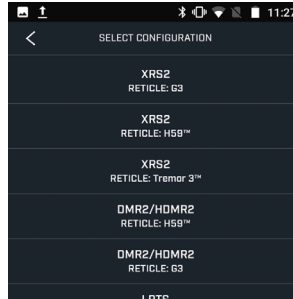 11:27
SELECT CONFIGURATION
XRS2
RETICLE: G3
XRS2
RETICLE: H59™
XRS2
RETICLE: Tremor 3™
DMR2/HDMR2
RETICLE: H59™
DMR2/HDMR2
RETICLE: G3